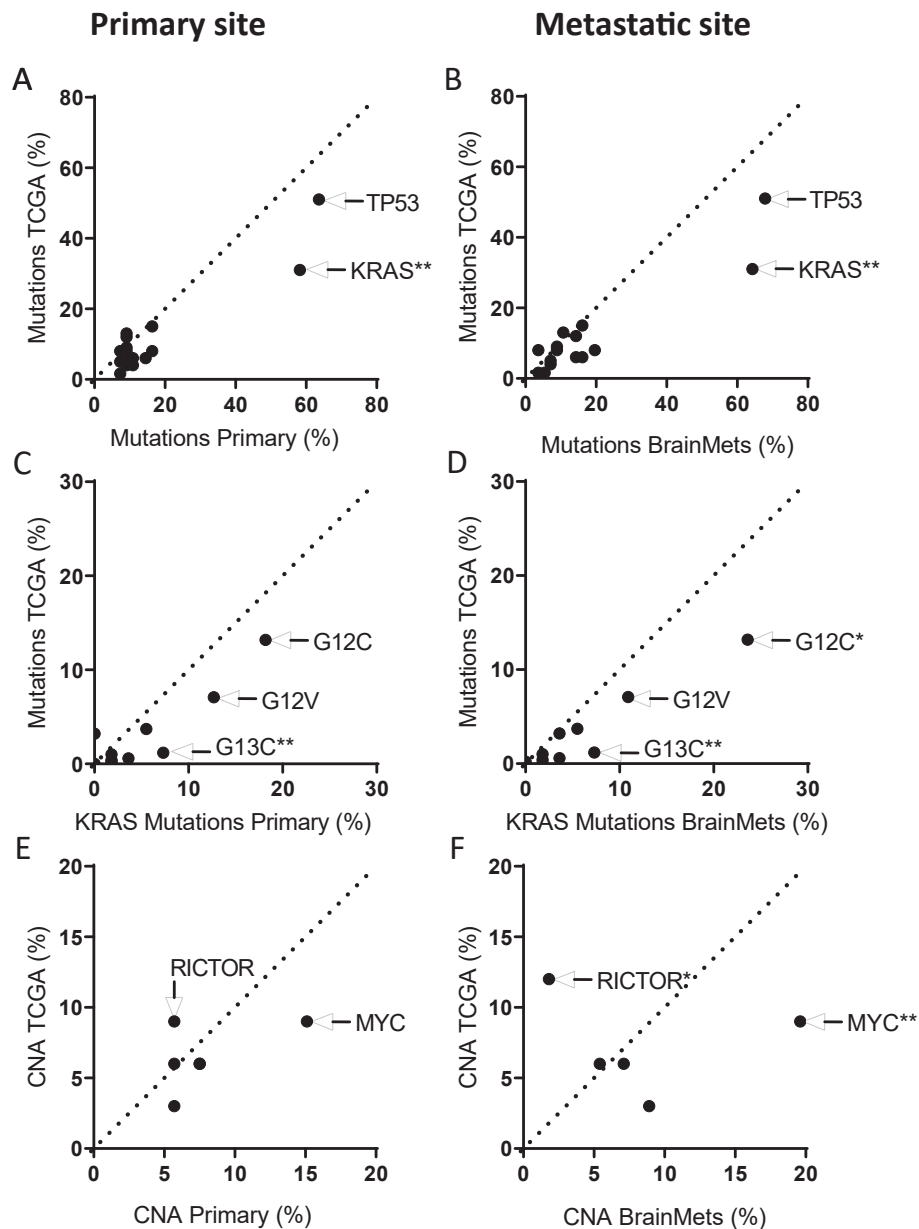 Primary site
Metastatic site
A
80
60
40
20
0
Mutations TCGA (%)
TP53
KRAS**
0 20 40 60 80
Mutations Primary (%)
B
80
60
40
20
0
Mutations TCGA (%)
TP53
KRAS**
0 20 40 60 80
Mutations BrainMets (%)
C
30
20
10
0
Mutations TCGA (%)
G12C
G12V
G13C**
0 10 20 30
KRAS Mutations Primary (%)
D
30
20
10
0
Mutations TCGA (%)
G12C*
G12V
G13C**
0 10 20 30
KRAS Mutations BrainMets (%)
E
20
15
10
5
0
CNA TCGA (%)
RICTOR
MYC
0 5 10 15 20
CNA Primary (%)
F
20
15
10
5
0
CNA TCGA (%)
RICTOR*
MYC**
0 5 10 15 20
CNA BrainMets (%)